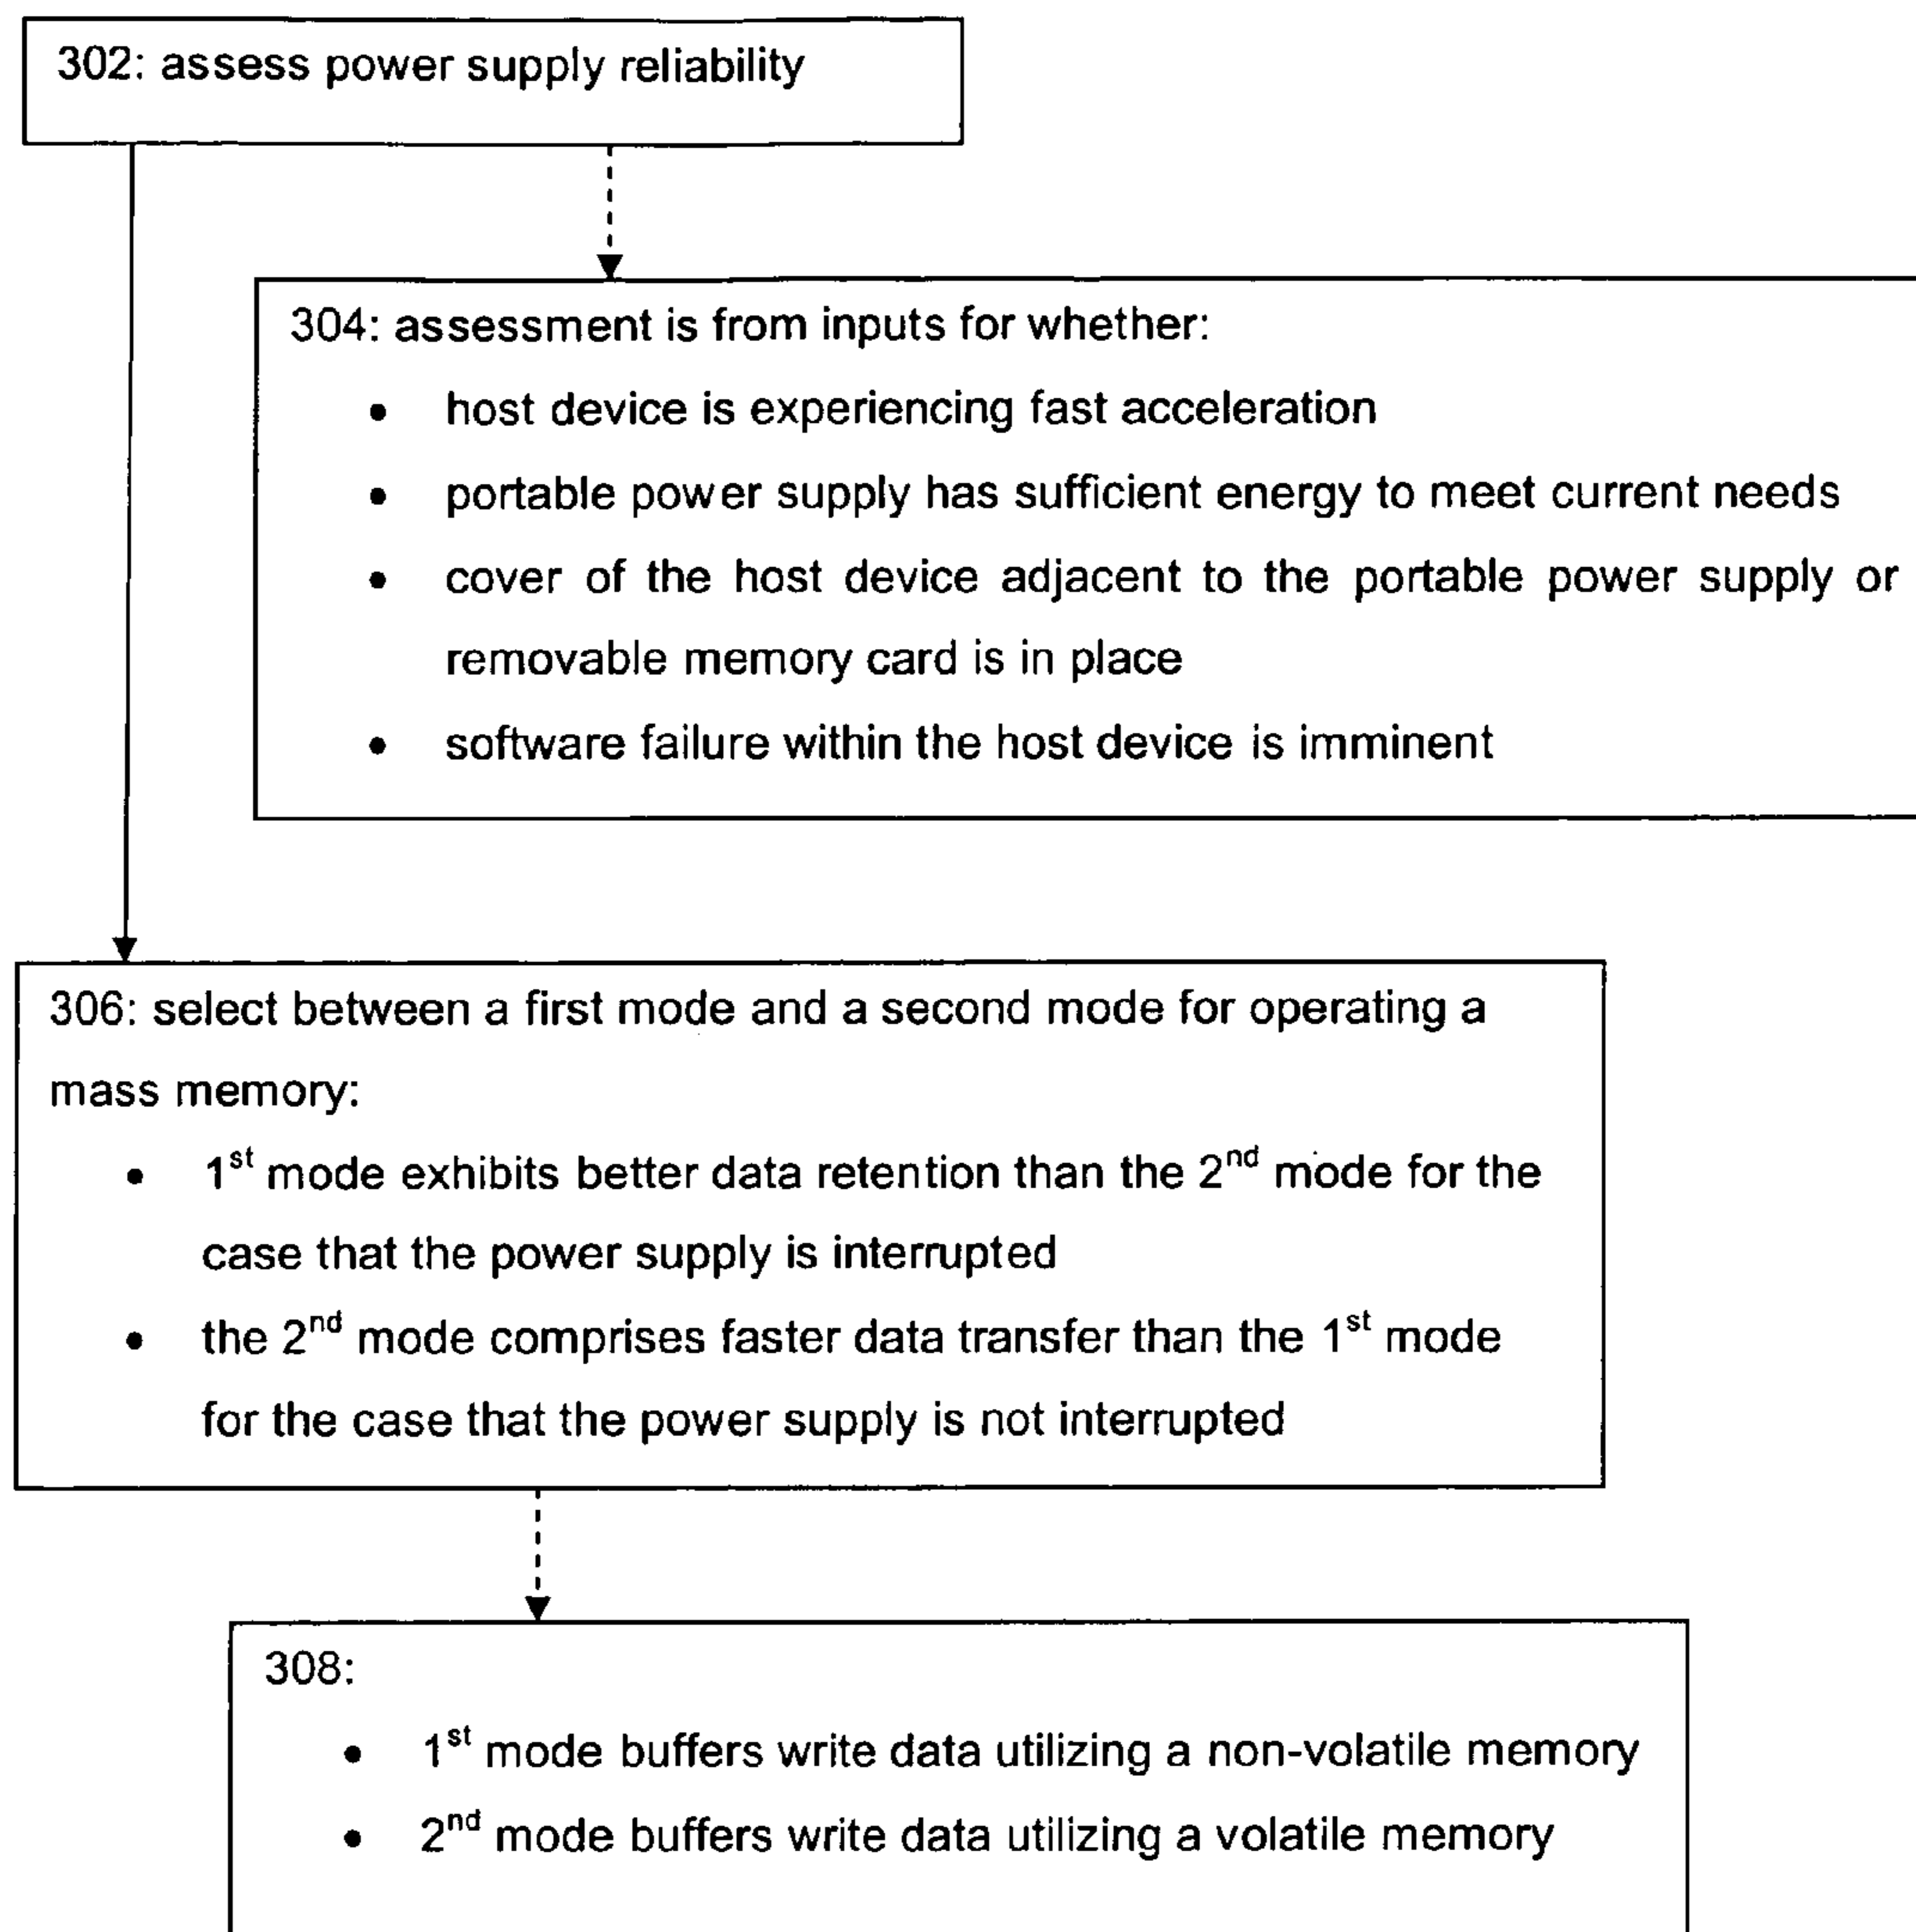 302: assess power supply reliability
304: assessment is from inputs for whether:
• host device is experiencing fast acceleration
• portable power supply has sufficient energy to meet current needs
• cover of the host device adjacent to the portable power supply or
removable memory card is in place
• software failure within the host device is imminent
306: select between a first mode and a second mode for operating a
mass memory:
• 1st mode exhibits better data retention than the 2nd mode for the
case that the power supply is interrupted
• the 2nd mode comprises faster data transfer than the 1st mode
for the case that the power supply is not interrupted
308:
• 1st mode buffers write data utilizing a non-volatile memory
• 2nd mode buffers write data utilizing a volatile memory